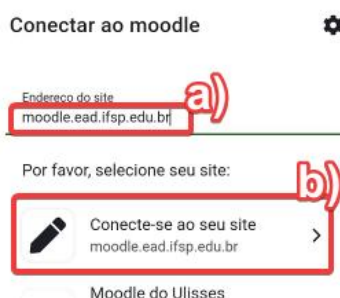 Conectar ao moodle
a)
Endereço do site
moodle.ead.ifsp.edu.br
Por favor, selecione seu site:
b)
Conecte-se ao seu site
moodle.ead.ifsp.edu.br
Moodle do Ulisses